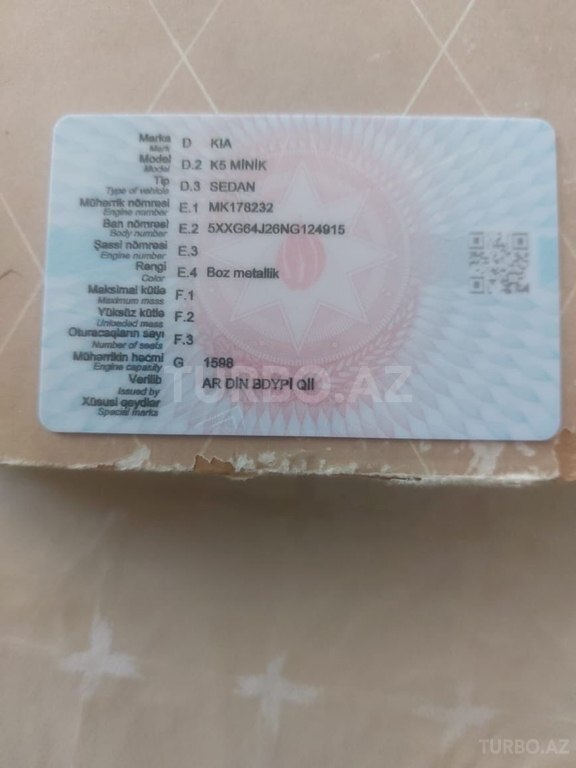 Marka D KIA
Mark
Model D.2 K5 MİNİK
Model
Tip D.3 SEDAN
Type of vehicle
Mühərrik nömrəsi E.1 MK178232
Engine number
Ban nömrəsi E.2 5XXG64J26NG124915
Body number
Şassi nömrəsi E.3
Engine number
Rəngi E.4 Boz metallik
Color
Maksimal kütlə F.1
Maximum mass
Yüksüz kütlə F.2
Unloaded mass
Oturacaqların sayı F.3
Number of seats
Mühərrikin həcmi G 1598
Engine capatity
Verilib AR DİN BDYPİ Qİİ
Issued by
Xüsusi qeydlər
Special marks
TURBO.AZ
TURBO.AZ